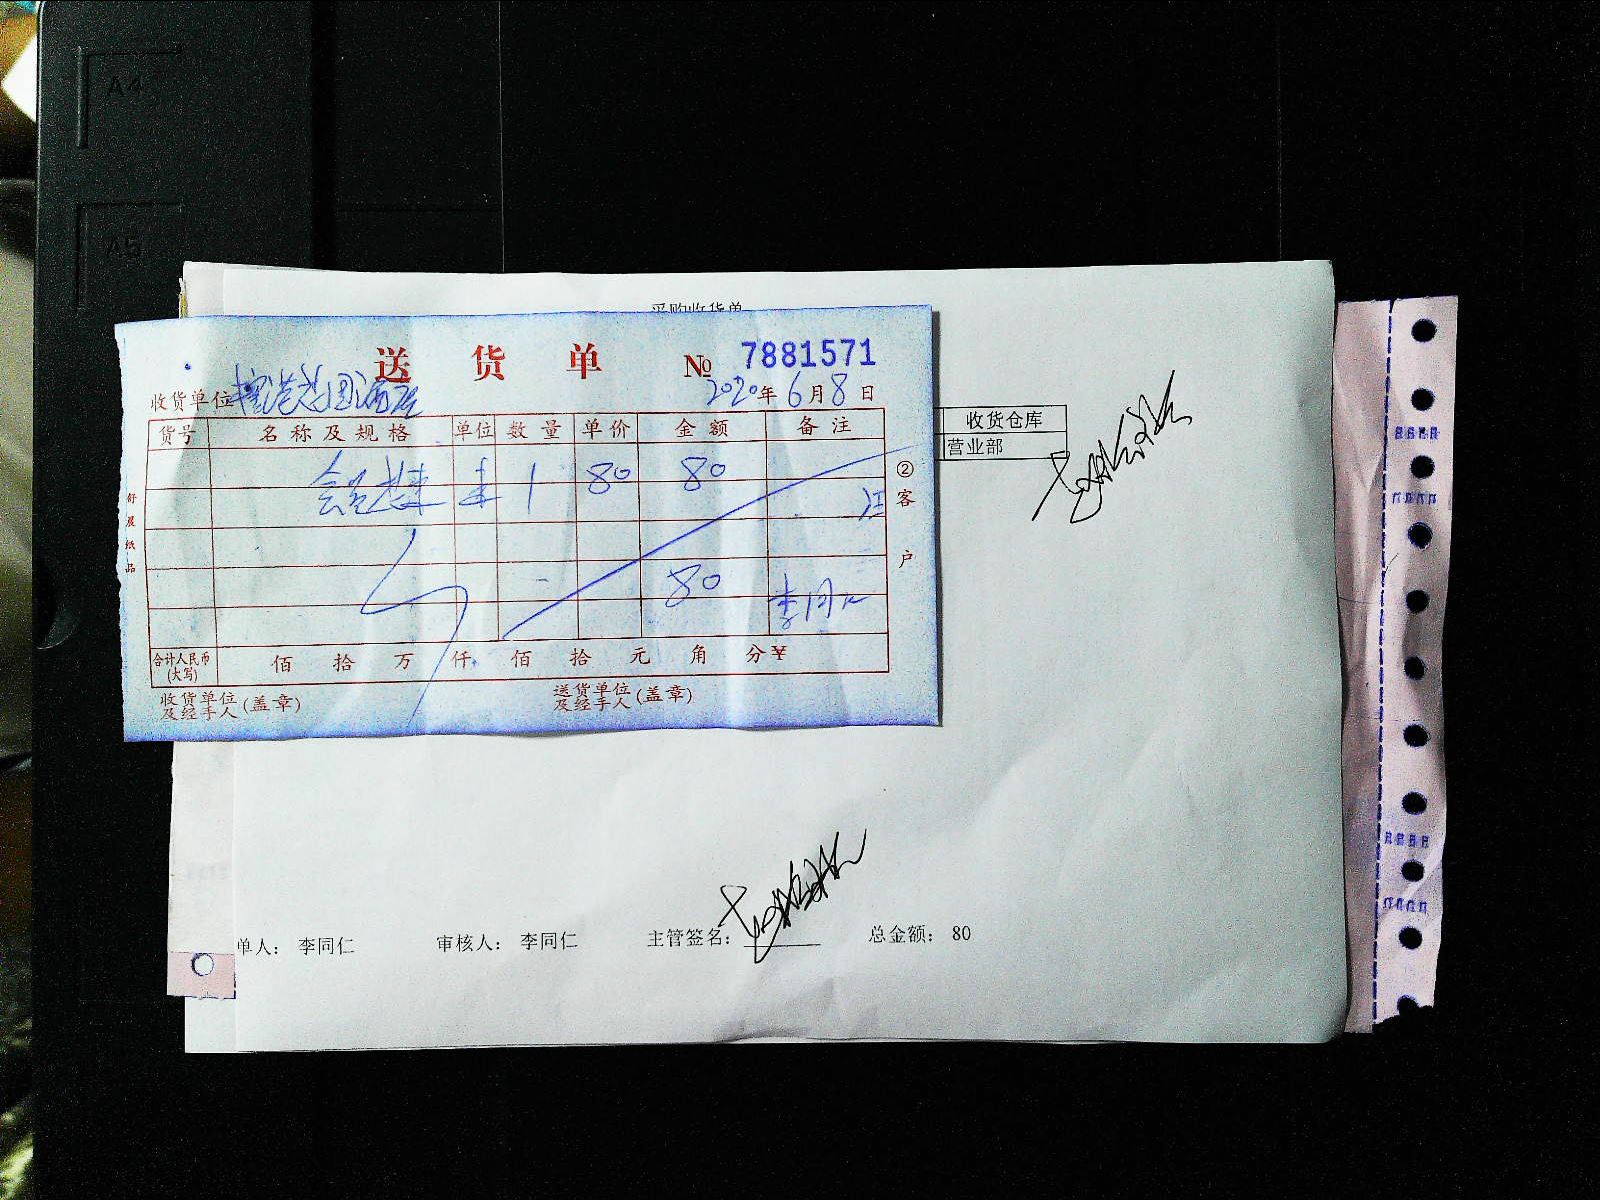 A4
A5
采购收货单
送货单 № 7881571
收货单位 2020年6月8日
货号 名称及规格 单位 数量 单价 金额 备注
1 80 80
江
80 李同仁
合计人民币(大写) 佰 拾 万 仟 佰 拾 元 角 分¥
收货单位及经手人(盖章) 送货单位及经手人(盖章)
舒展纸品
②客户
收货仓库
营业部
单人: 李同仁 审核人: 李同仁 主管签名: 总金额: 80